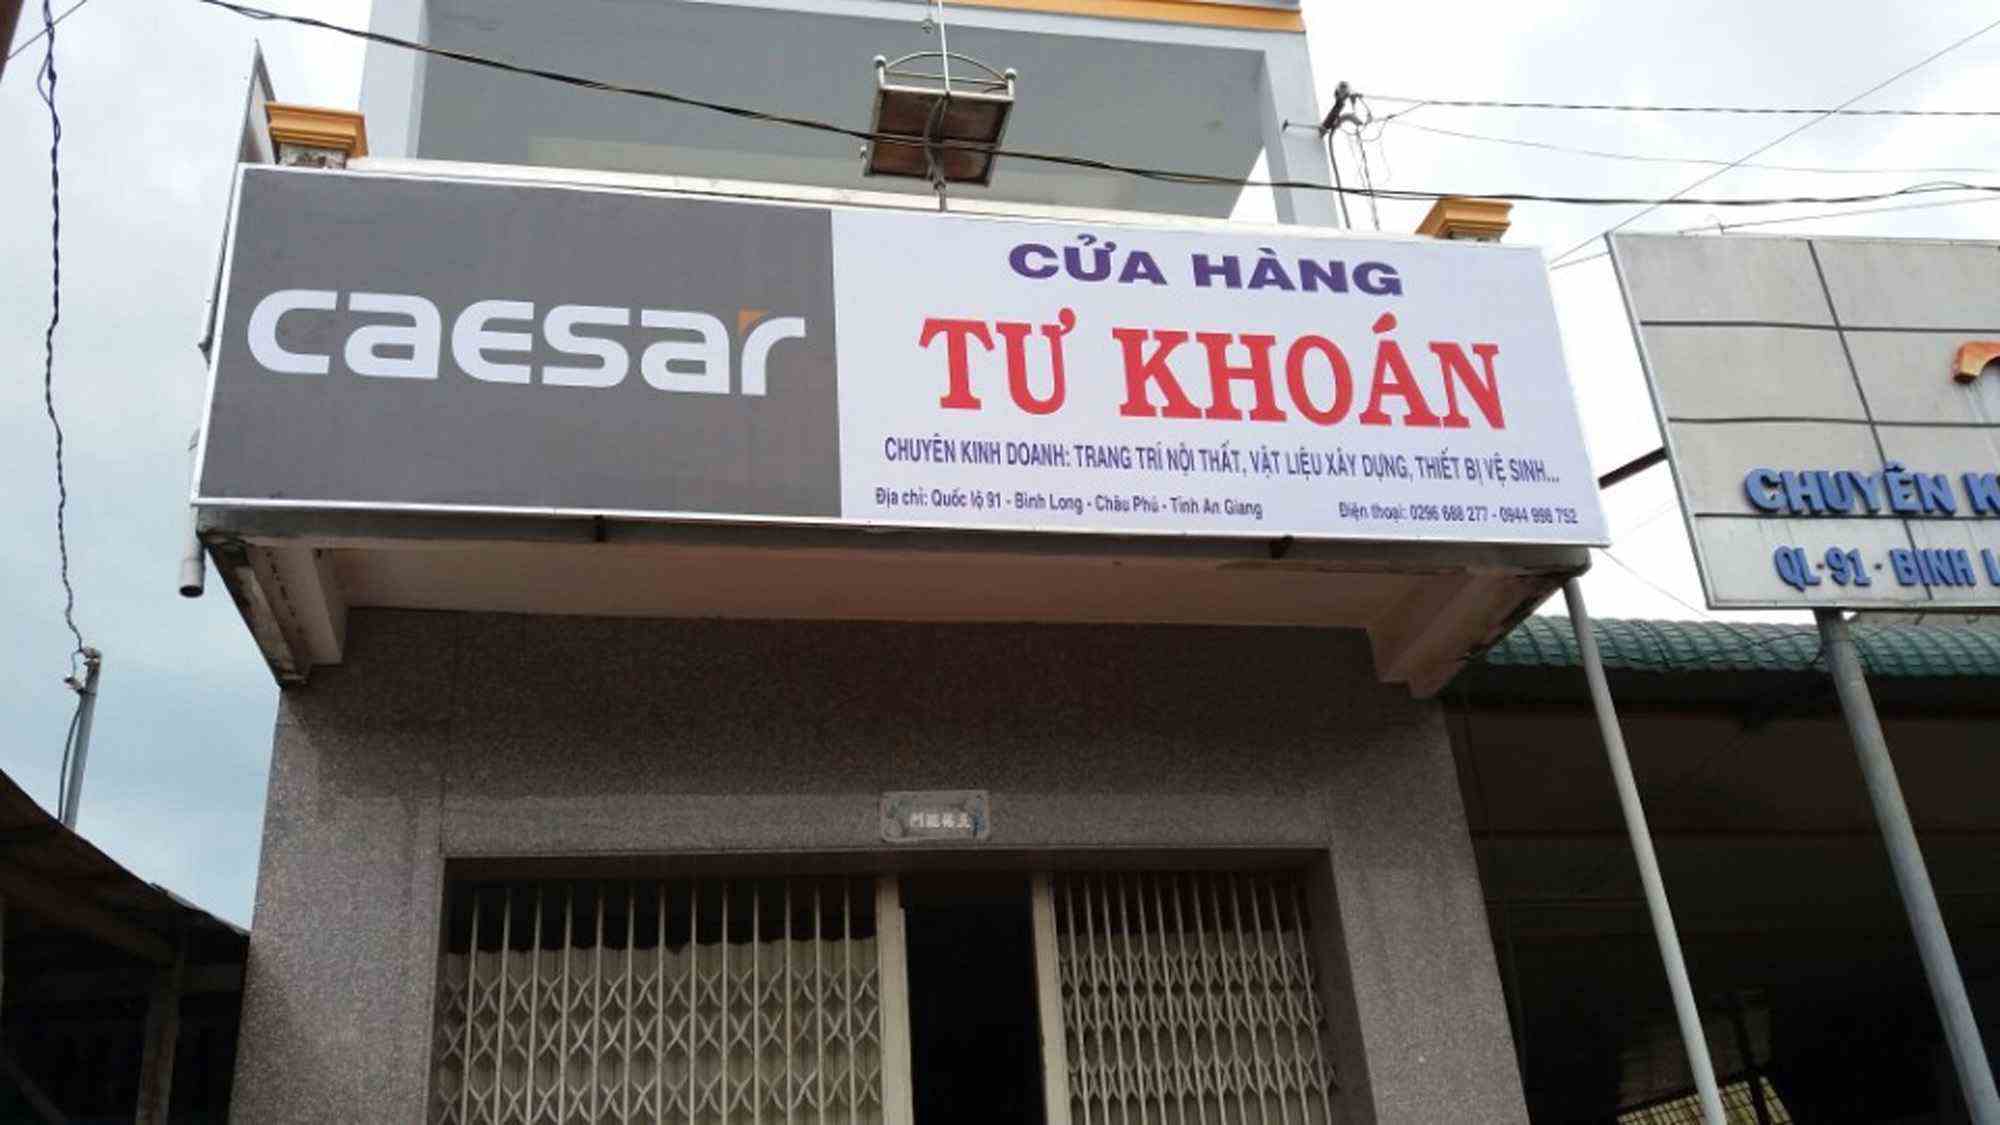 caesar
CỬA HÀNG
TƯ KHOÁN
CHUYÊN KINH DOANH: TRANG TRÍ NỘI THẤT, VẬT LIỆU XÂY DỰNG, THIẾT BỊ VỆ SINH...
Địa chỉ: Quốc lộ 91 - Bình Long - Châu Phú - Tỉnh An Giang
Điện thoại: 0296 688 277 - 0944 998 752
CHUYÊN K
QL-91-BINH L